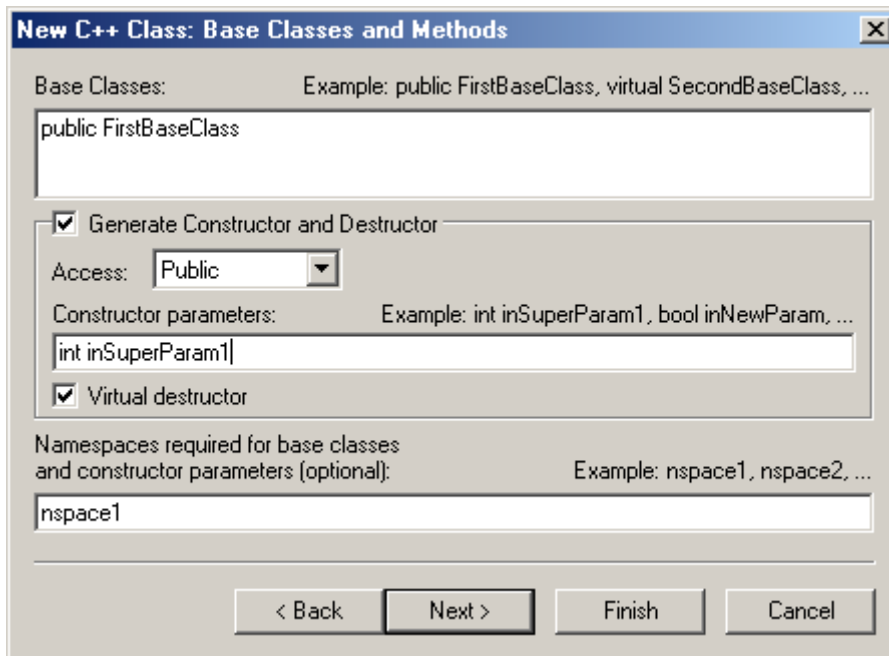 New C++ Class: Base Classes and Methods
Base Classes: Example: public FirstBaseClass, virtual SecondBaseClass, ...
public FirstBaseClass
Generate Constructor and Destructor
Access: Public
Constructor parameters: Example: int inSuperParam1, bool inNewParam, ...
int inSuperParam1
Virtual destructor
Namespaces required for base classes
and constructor parameters (optional): Example: nspace1, nspace2, ...
nspace1
< Back Next > Finish Cancel